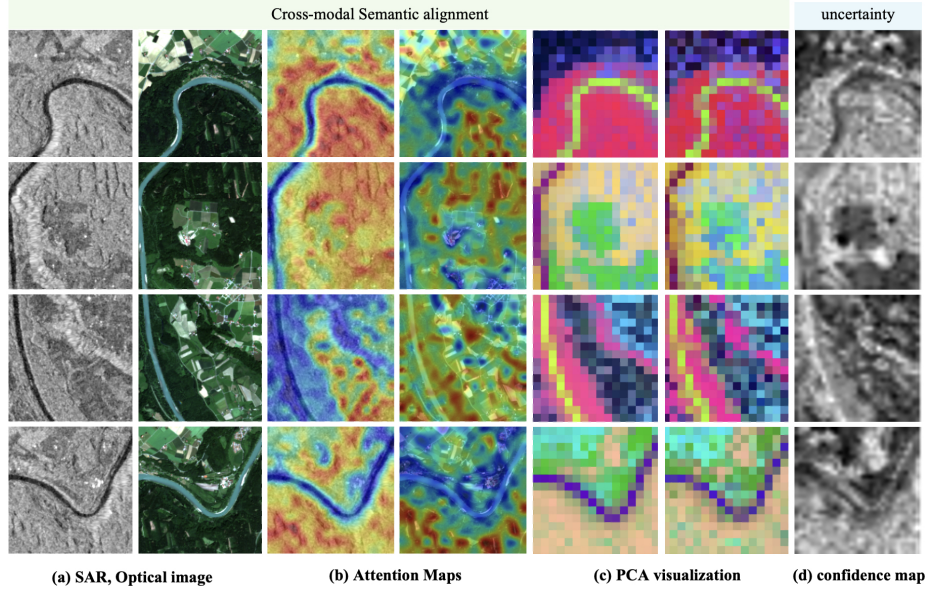 Cross-modal Semantic alignment
uncertainty
(a) SAR, Optical image
(b) Attention Maps
(c) PCA visualization
(d) confidence map